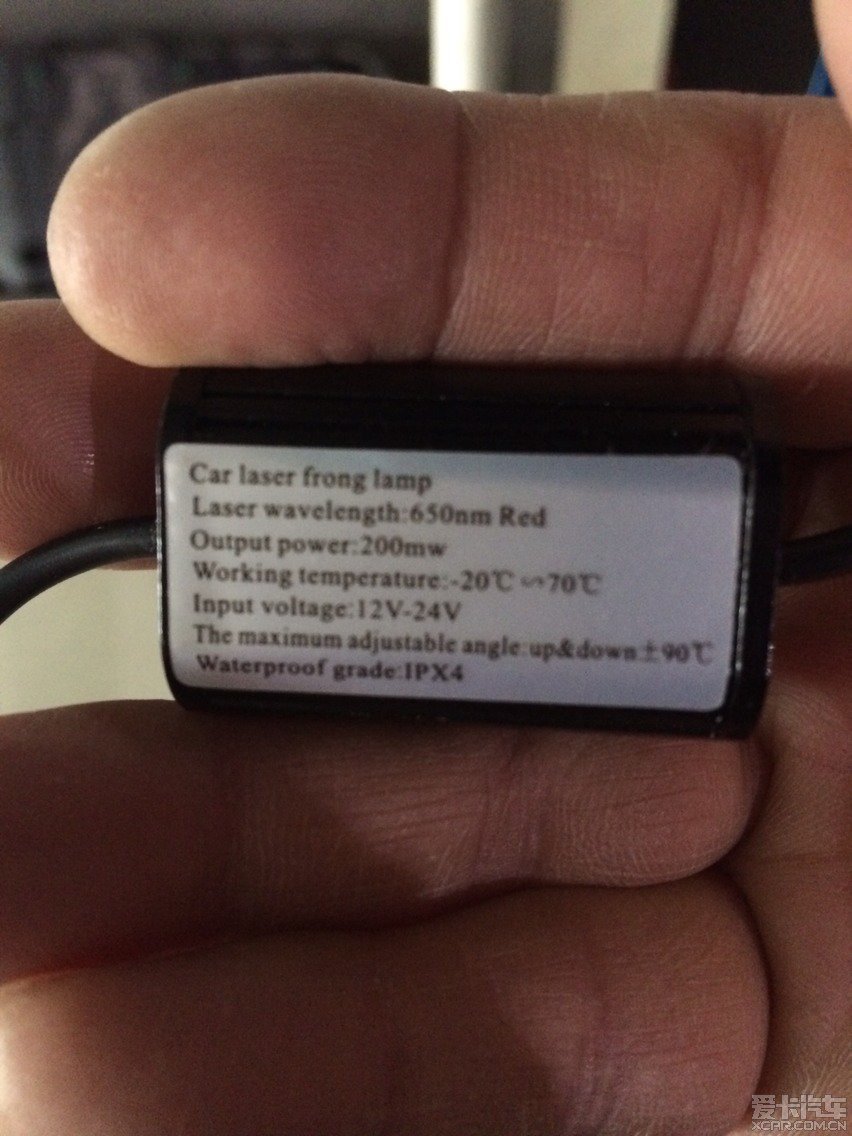 Car laser frong lamp
Laser wavelength:650nm Red
Output power:200mw
Working temperature:-20℃ ∽70℃
Input voltage:12V-24V
The maximum adjustable angle:up&down±90℃
Waterproof grade:IPX4
爱卡汽车
XCAR.COM.CN